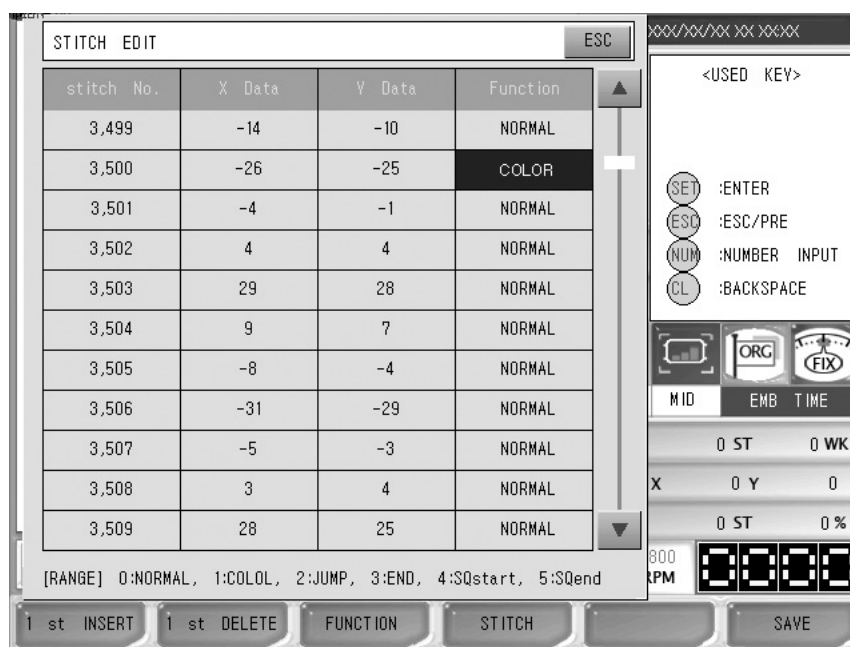 STITCH EDIT ESC
stitch No. X Data Y Data Function
3,499 -14 -10 NORMAL
3,500 -26 -25 COLOR
3,501 -4 -1 NORMAL
3,502 4 4 NORMAL
3,503 29 28 NORMAL
3,504 9 7 NORMAL
3,505 -8 -4 NORMAL
3,506 -31 -29 NORMAL
3,507 -5 -3 NORMAL
3,508 3 4 NORMAL
3,509 28 25 NORMAL
[RANGE] 0:NORMAL, 1:COLOL, 2:JUMP, 3:END, 4:SQstart, 5:SQend
XXX/XX/XX XX XX:XX
<USED KEY>
SET :ENTER
ESC :ESC/PRE
NUM :NUMBER INPUT
CL :BACKSPACE
ORG FIX
MID EMB TIME
0 ST 0 WK
X 0 Y 0
0 ST 0 %
800
RPM
1 st INSERT 1 st DELETE FUNCTION STITCH SAVE